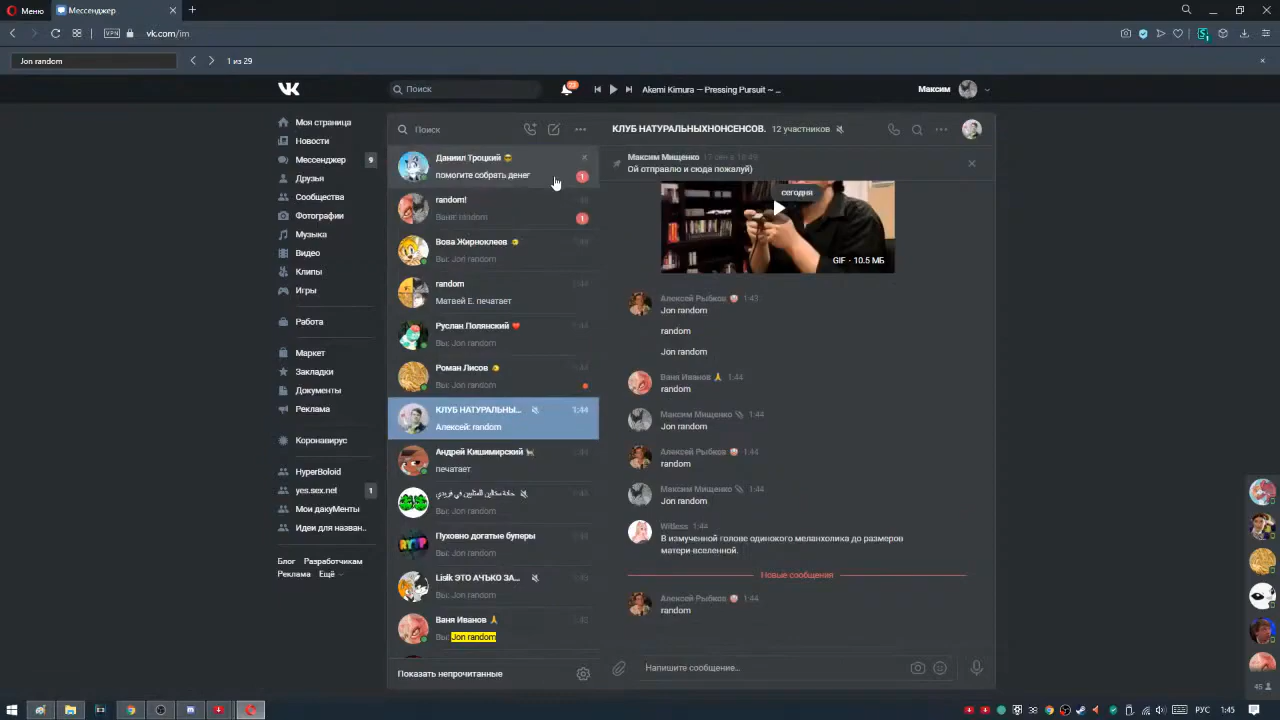 Меню
Мессенджер
VPN
vk.com/im
Jon random
1 из 29
Поиск
Akemi Kimura — Pressing Pursuit ~ ...
Максим
Моя страница
Новости
Мессенджер
9
Друзья
Сообщества
Фотографии
Музыка
Видео
Клипы
Игры
Работа
Маркет
Закладки
Документы
Реклама
Коронавирус
HyperBoloid
yes.sex.net
1
Мои дакуМенты
Идеи для назван..
Блог Разработчикам
Реклама Ещё
Поиск
Даниил Троцкий
помогите собрать денег
1
random!
Ваня: random
1
Вова Жирноклеев
Вы: Jon random
random
Матвей Е. печатает
Руслан Полянский
Вы: Jon random
Роман Лисов
Вы: Jon random
КЛУБ НАТУРАЛЬНЫ...
1:44
Алексей: random
Андрей Кишимирский
печатает
Вы: Jon random
Пуховно догатые буперы
Вы: Jon random
Lisik ЭТО АЧЪКО ЗА...
Вы: Jon random
Ваня Иванов
Вы: Jon random
Показать непрочитанные
КЛУБ НАТУРАЛЬНЫХНОНСЕНСОВ. 12 участников
Максим Мищенко
Ой отправлю и сюда пожалуй)
сегодня
GIF · 10.5 МБ
Алексей Рыбков 1:43
Jon random
random
Jon random
Ваня Иванов 1:44
random
Максим Мищенко 1:44
Jon random
Алексей Рыбков 1:44
random
Максим Мищенко 1:44
Jon random
Witless 1:44
В измученной голове одинокого меланхолика до размеров
матери-вселенной.
Новые сообщения
Алексей Рыбков 1:44
random
Напишите сообщение...
45
РУС
1:45